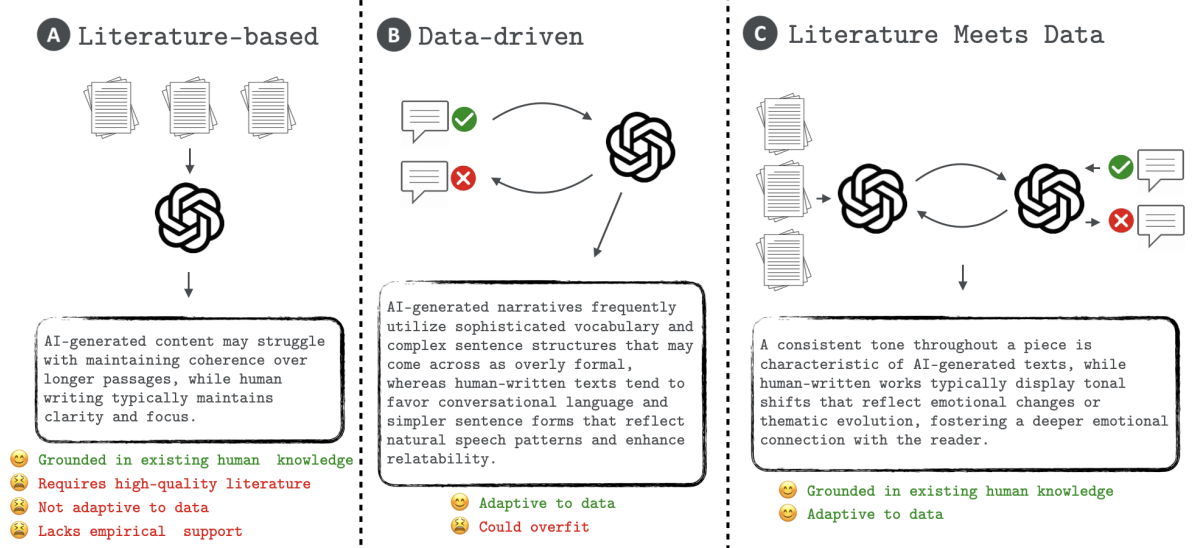 A Literature-based
AI-generated content may struggle
with maintaining coherence over
longer passages, while human
writing typically maintains
clarity and focus.
Grounded in existing human knowledge
Requires high-quality literature
Not adaptive to data
Lacks empirical support
B Data-driven
AI-generated narratives frequently
utilize sophisticated vocabulary and
complex sentence structures that may
come across as overly formal,
whereas human-written texts tend to
favor conversational language and
simpler sentence forms that reflect
natural speech patterns and enhance
relatability.
Adaptive to data
Could overfit
C Literature Meets Data
A consistent tone throughout a piece is
characteristic of AI-generated texts, while
human-written works typically display tonal
shifts that reflect emotional changes or
thematic evolution, fostering a deeper emotional
connection with the reader.
Grounded in existing human knowledge
Adaptive to data